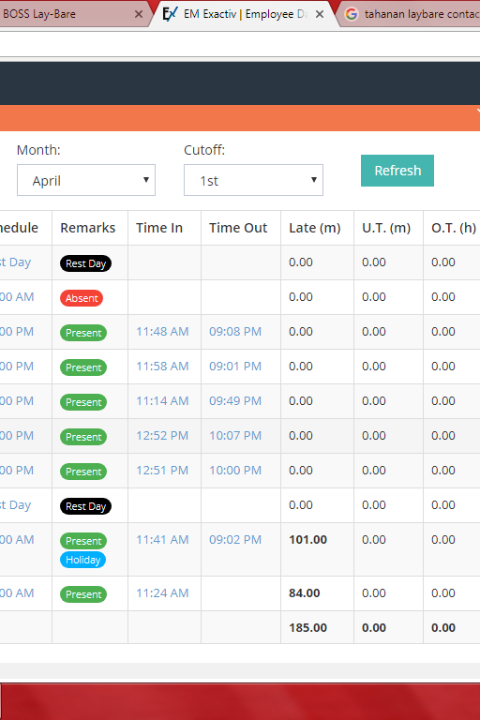 BOSS Lay-Bare × EM Exactiv | Employee D × tahanan laybare contac
Month: Cutoff:
April 1st Refresh
hedule Remarks Time In Time Out Late (m) U.T. (m) O.T. (h)
st Day Rest Day 0.00 0.00 0.00
00 AM Absent 0.00 0.00 0.00
00 PM Present 11:48 AM 09:08 PM 0.00 0.00 0.00
00 PM Present 11:58 AM 09:01 PM 0.00 0.00 0.00
00 PM Present 11:14 AM 09:49 PM 0.00 0.00 0.00
00 PM Present 12:52 PM 10:07 PM 0.00 0.00 0.00
00 PM Present 12:51 PM 10:00 PM 0.00 0.00 0.00
st Day Rest Day 0.00 0.00 0.00
00 AM Present 11:41 AM 09:02 PM 101.00 0.00 0.00
Holiday
00 AM Present 11:24 AM 84.00 0.00 0.00
185.00 0.00 0.00